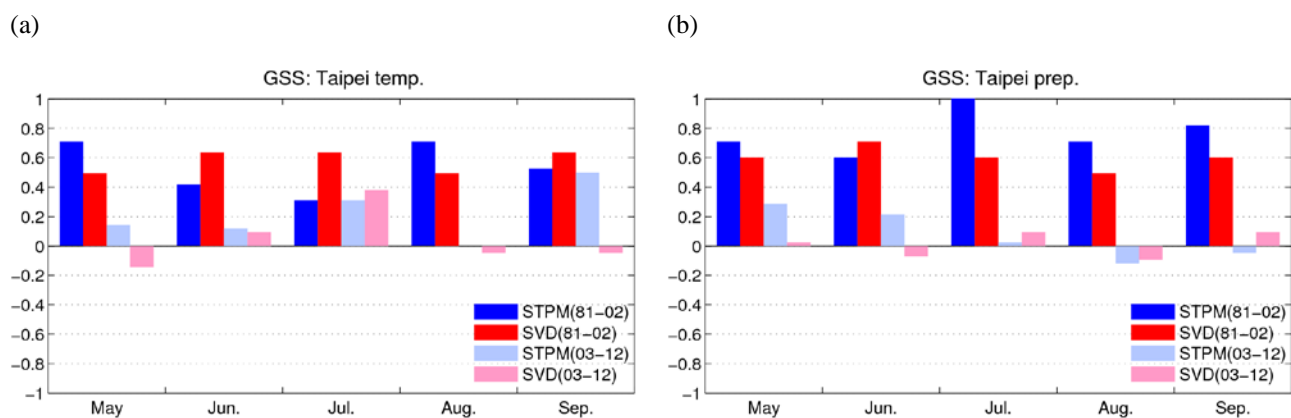 (a)
GSS: Taipei temp.
1
0.8
0.6
0.4
0.2
0
−0.2
−0.4
−0.6
−0.8
−1
May Jun. Jul. Aug. Sep.
STPM(81−02)
SVD(81−02)
STPM(03−12)
SVD(03−12)
(b)
GSS: Taipei prep.
1
0.8
0.6
0.4
0.2
0
−0.2
−0.4
−0.6
−0.8
−1
May Jun. Jul. Aug. Sep.
STPM(81−02)
SVD(81−02)
STPM(03−12)
SVD(03−12)